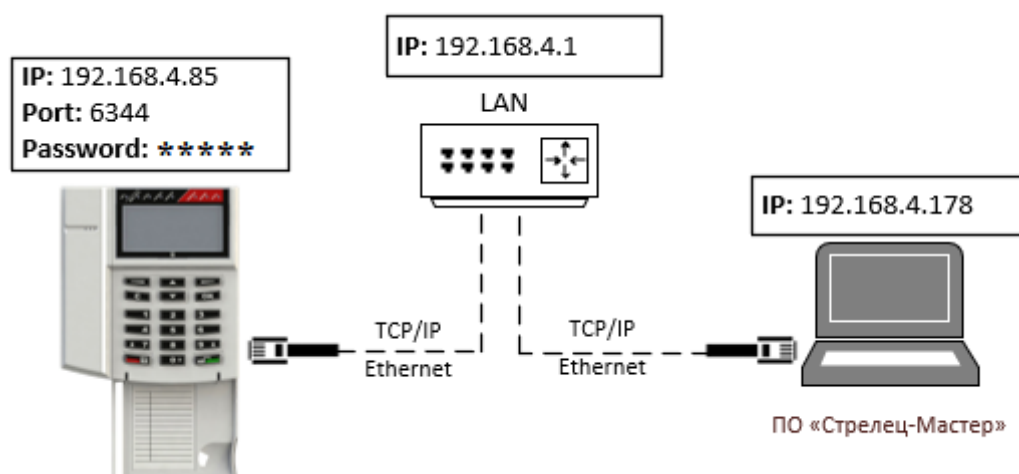 IP: 192.168.4.1
LAN
IP: 192.168.4.85
Port: 6344
Password: *****
IP: 192.168.4.178
TCP/IP
Ethernet
TCP/IP
Ethernet
ПО «Стрелец-Мастер»